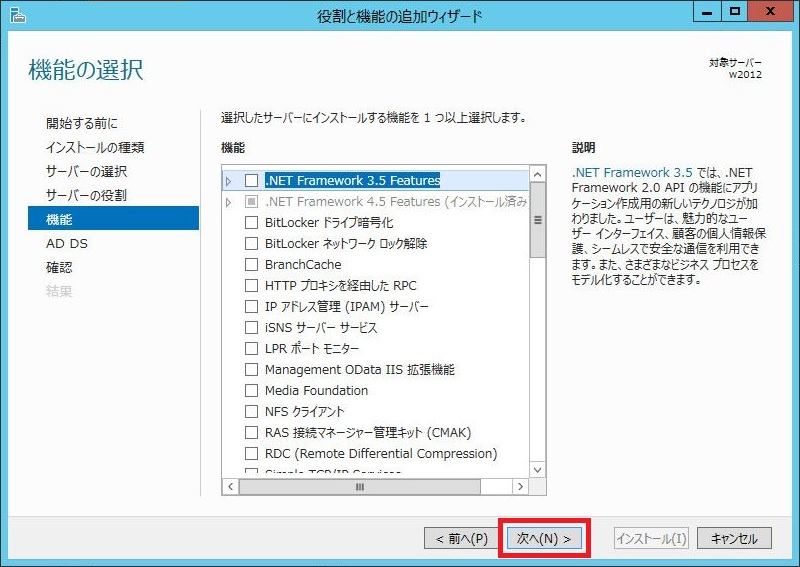 役割と機能の追加ウィザード
機能の選択
対象サーバー
w2012
開始する前に
インストールの種類
サーバーの選択
サーバーの役割
機能
AD DS
確認
結果
選択したサーバーにインストールする機能を 1 つ以上選択します。
機能
.NET Framework 3.5 Features
.NET Framework 4.5 Features (インストール済み
BitLocker ドライブ暗号化
BitLocker ネットワーク ロック解除
BranchCache
HTTP プロキシを経由した RPC
IP アドレス管理 (IPAM) サーバー
iSNS サーバー サービス
LPR ポート モニター
Management OData IIS 拡張機能
Media Foundation
NFS クライアント
RAS 接続マネージャー管理キット (CMAK)
RDC (Remote Differential Compression)
Simple TCP/IP Services
説明
.NET Framework 3.5 では、.NET
Framework 2.0 API の機能にアプリ
ケーション作成用の新しいテクノロジが加
わりました。ユーザーは、魅力的なユー
ザー インターフェイス、顧客の個人情報保
護、シームレスで安全な通信を利用でき
ます。また、さまざまなビジネス プロセスを
モデル化することができます。
< 前へ(P)
次へ(N) >
インストール(I)
キャンセル